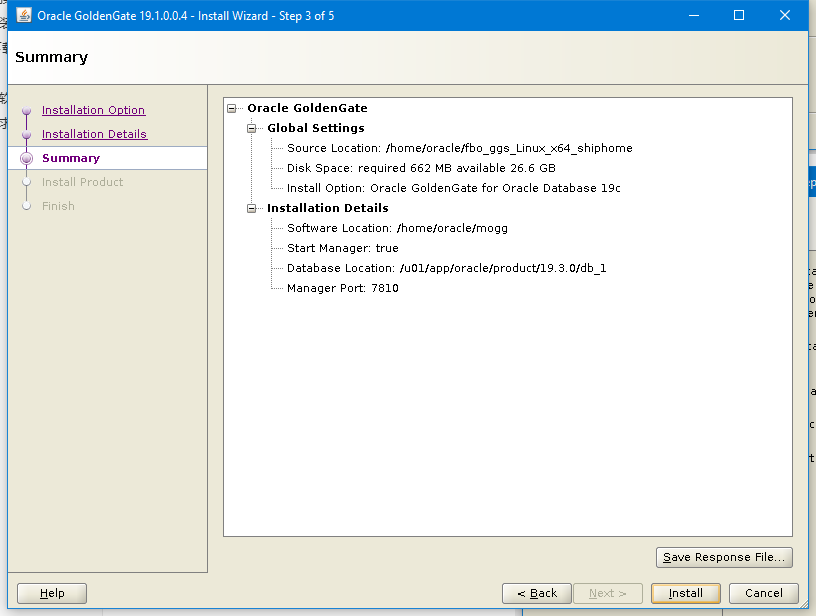 Oracle GoldenGate 19.1.0.0.4 - Install Wizard - Step 3 of 5
Summary
Installation Option
Installation Details
Summary
Install Product
Finish
Oracle GoldenGate
Global Settings
Source Location: /home/oracle/fbo_ggs_Linux_x64_shiphome
Disk Space: required 662 MB available 26.6 GB
Install Option: Oracle GoldenGate for Oracle Database 19c
Installation Details
Software Location: /home/oracle/mogg
Start Manager: true
Database Location: /u01/app/oracle/product/19.3.0/db_1
Manager Port: 7810
Save Response File...
Help
< Back
Next >
Install
Cancel